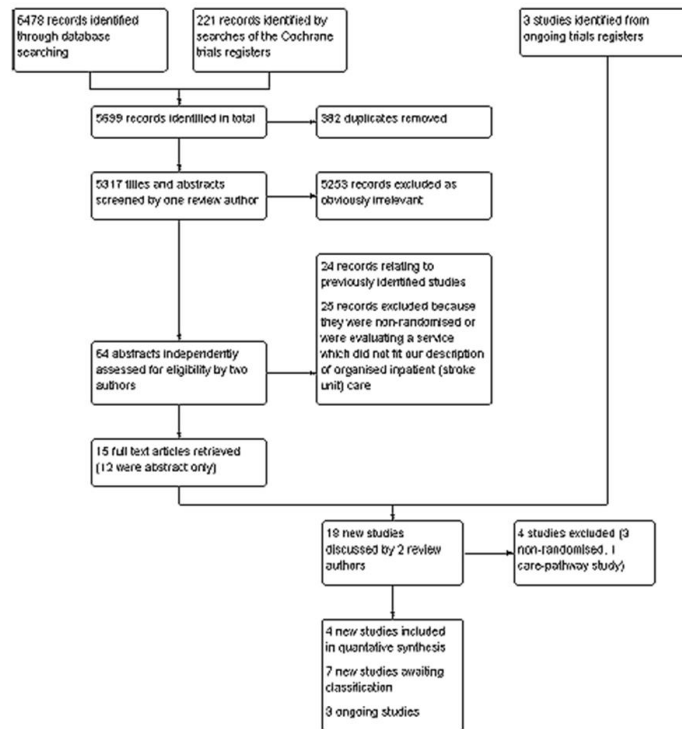 5478 records identified
through database
searching
221 records identified by
searches of the Cochrane
trials registers
3 studies identified from
ongoing trials registers
5699 records identified in total
382 duplicates removed
5317 titles and abstracts
screened by one review author
5253 records excluded as
obviously irrelevant
24 records relating to
previously identified studies
25 records excluded because
they were non-randomised or
were evaluating a service
which did not fit our description
of organised inpatient (stroke
unit) care
64 abstracts independently
assessed for eligibility by two
authors
15 full text articles retrieved
(12 were abstract only)
18 new studies
discussed by 2 review
authors
4 studies excluded (3
non-randomised, 1
care-pathway study)
4 new studies included
in quantative synthesis
7 new studies awaiting
classification
3 ongoing studies